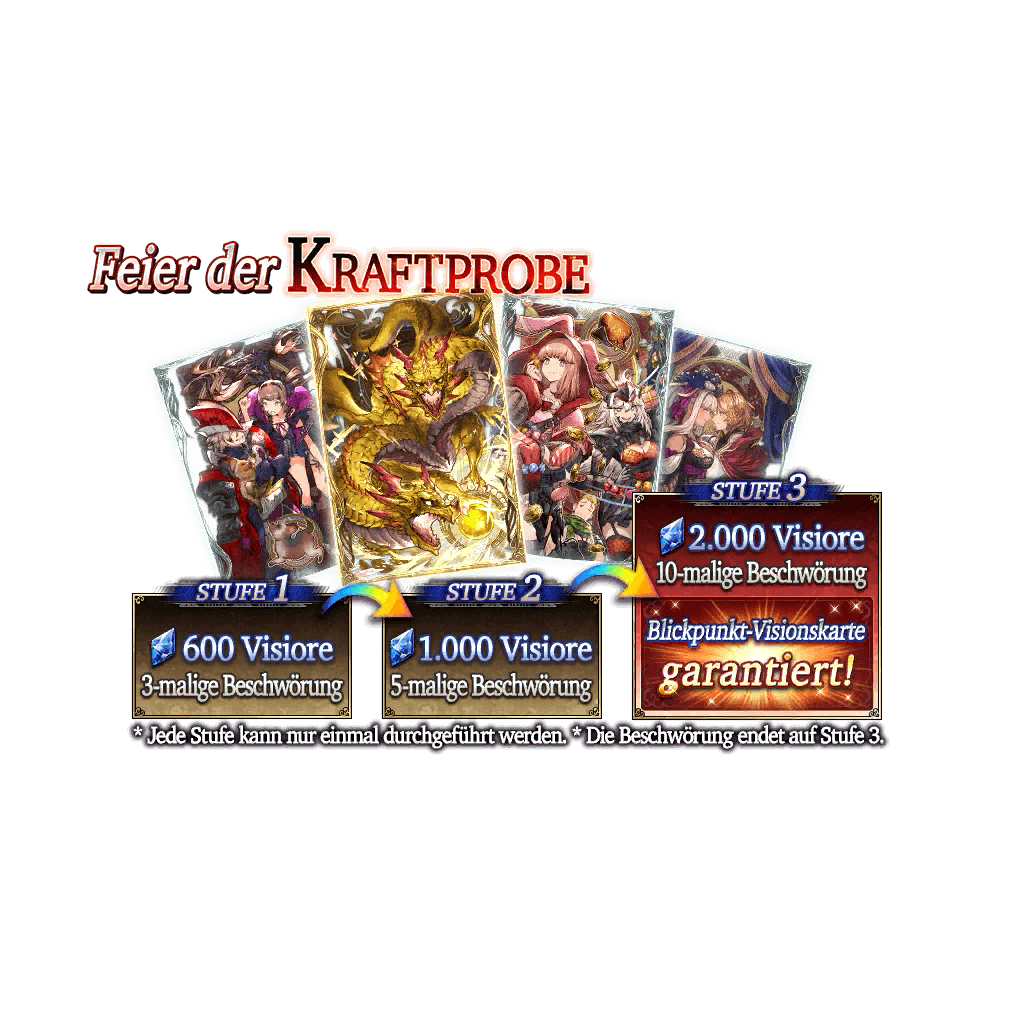 Feier der KRAFTPROBE
STUFE 1
600 Visiore
3-malige Beschwörung
STUFE 2
1.000 Visiore
5-malige Beschwörung
STUFE 3
2.000 Visiore
10-malige Beschwörung
Blickpunkt-Visionskarte
garantiert!
* Jede Stufe kann nur einmal durchgeführt werden. * Die Beschwörung endet auf Stufe 3.